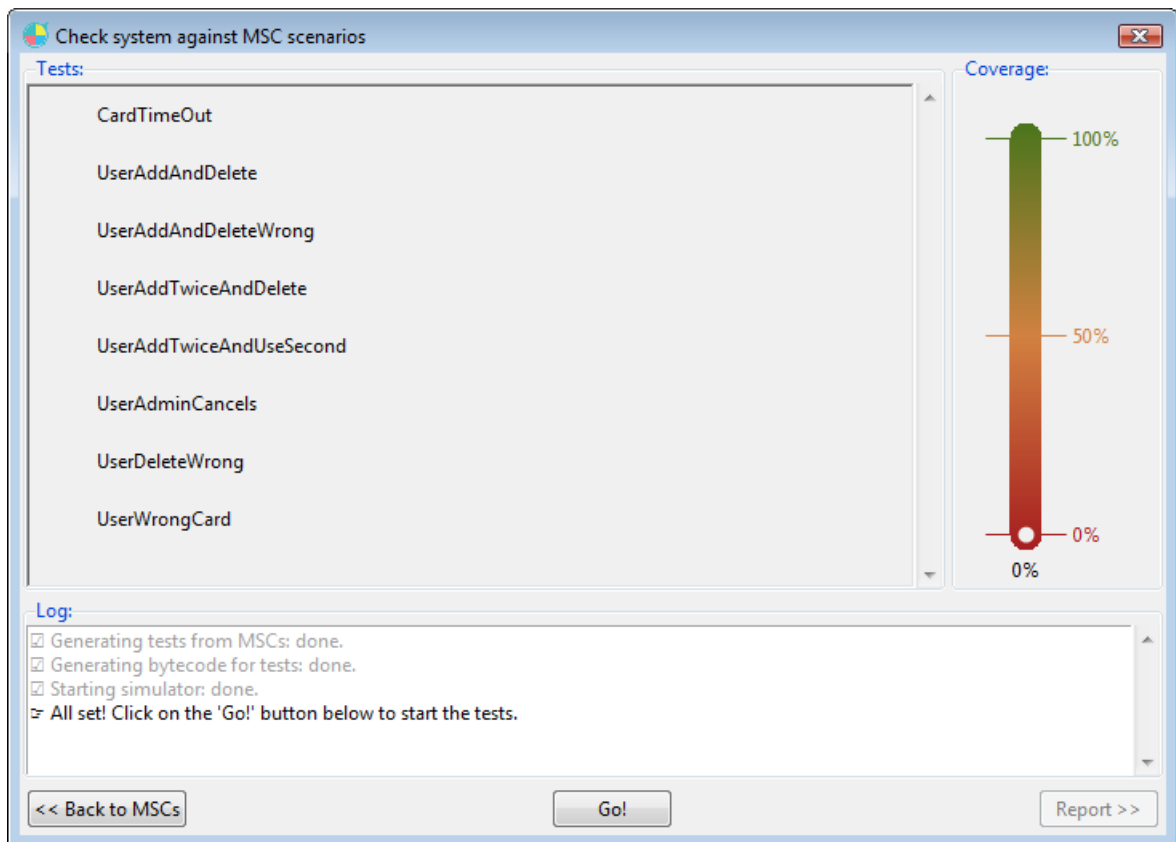 Check system against MSC scenarios
Tests:
CardTimeOut
UserAddAndDelete
UserAddAndDeleteWrong
UserAddTwiceAndDelete
UserAddTwiceAndUseSecond
UserAdminCancels
UserDeleteWrong
UserWrongCard
Coverage:
100%
50%
0%
0%
Log:
☑ Generating tests from MSCs: done.
☑ Generating bytecode for tests: done.
☑ Starting simulator: done.
☞ All set! Click on the 'Go!' button below to start the tests.
<< Back to MSCs
Go!
Report >>